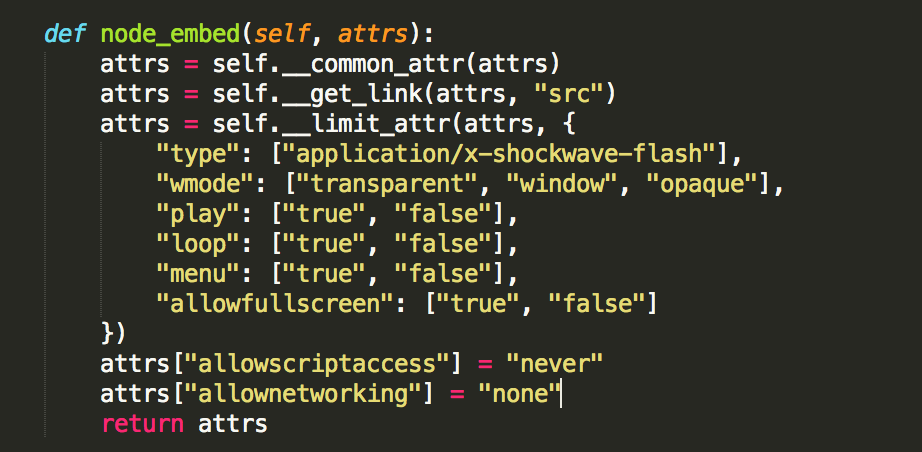 def node_embed(self, attrs):
    attrs = self.__common_attr(attrs)
    attrs = self.__get_link(attrs, "src")
    attrs = self.__limit_attr(attrs, {
        "type": ["application/x-shockwave-flash"],
        "wmode": ["transparent", "window", "opaque"],
        "play": ["true", "false"],
        "loop": ["true", "false"],
        "menu": ["true", "false"],
        "allowfullscreen": ["true", "false"]
    })
    attrs["allowscriptaccess"] = "never"
    attrs["allownetworking"] = "none"
    return attrs